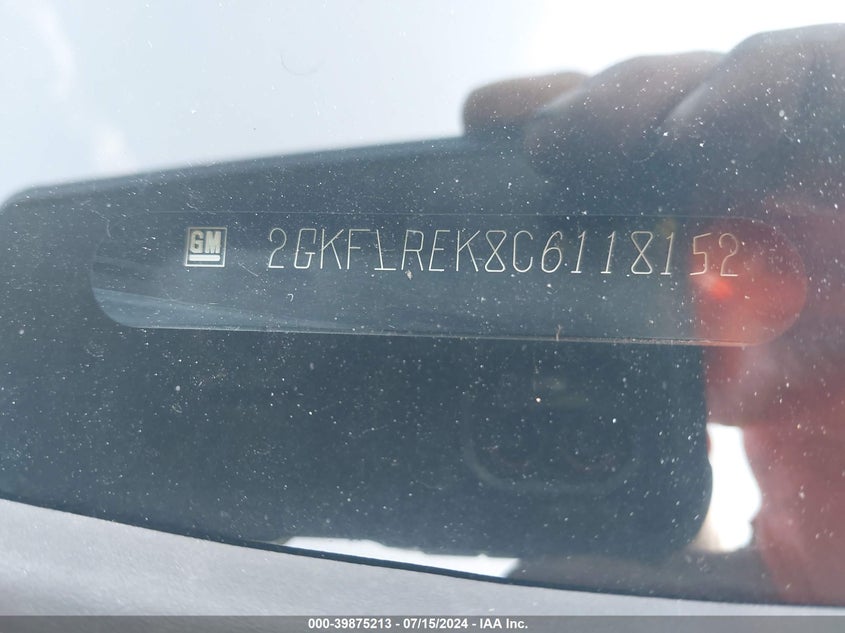 GM 2GKFLREK8C6118152
000-39875213 - 07/15/2024 - IAA Inc.